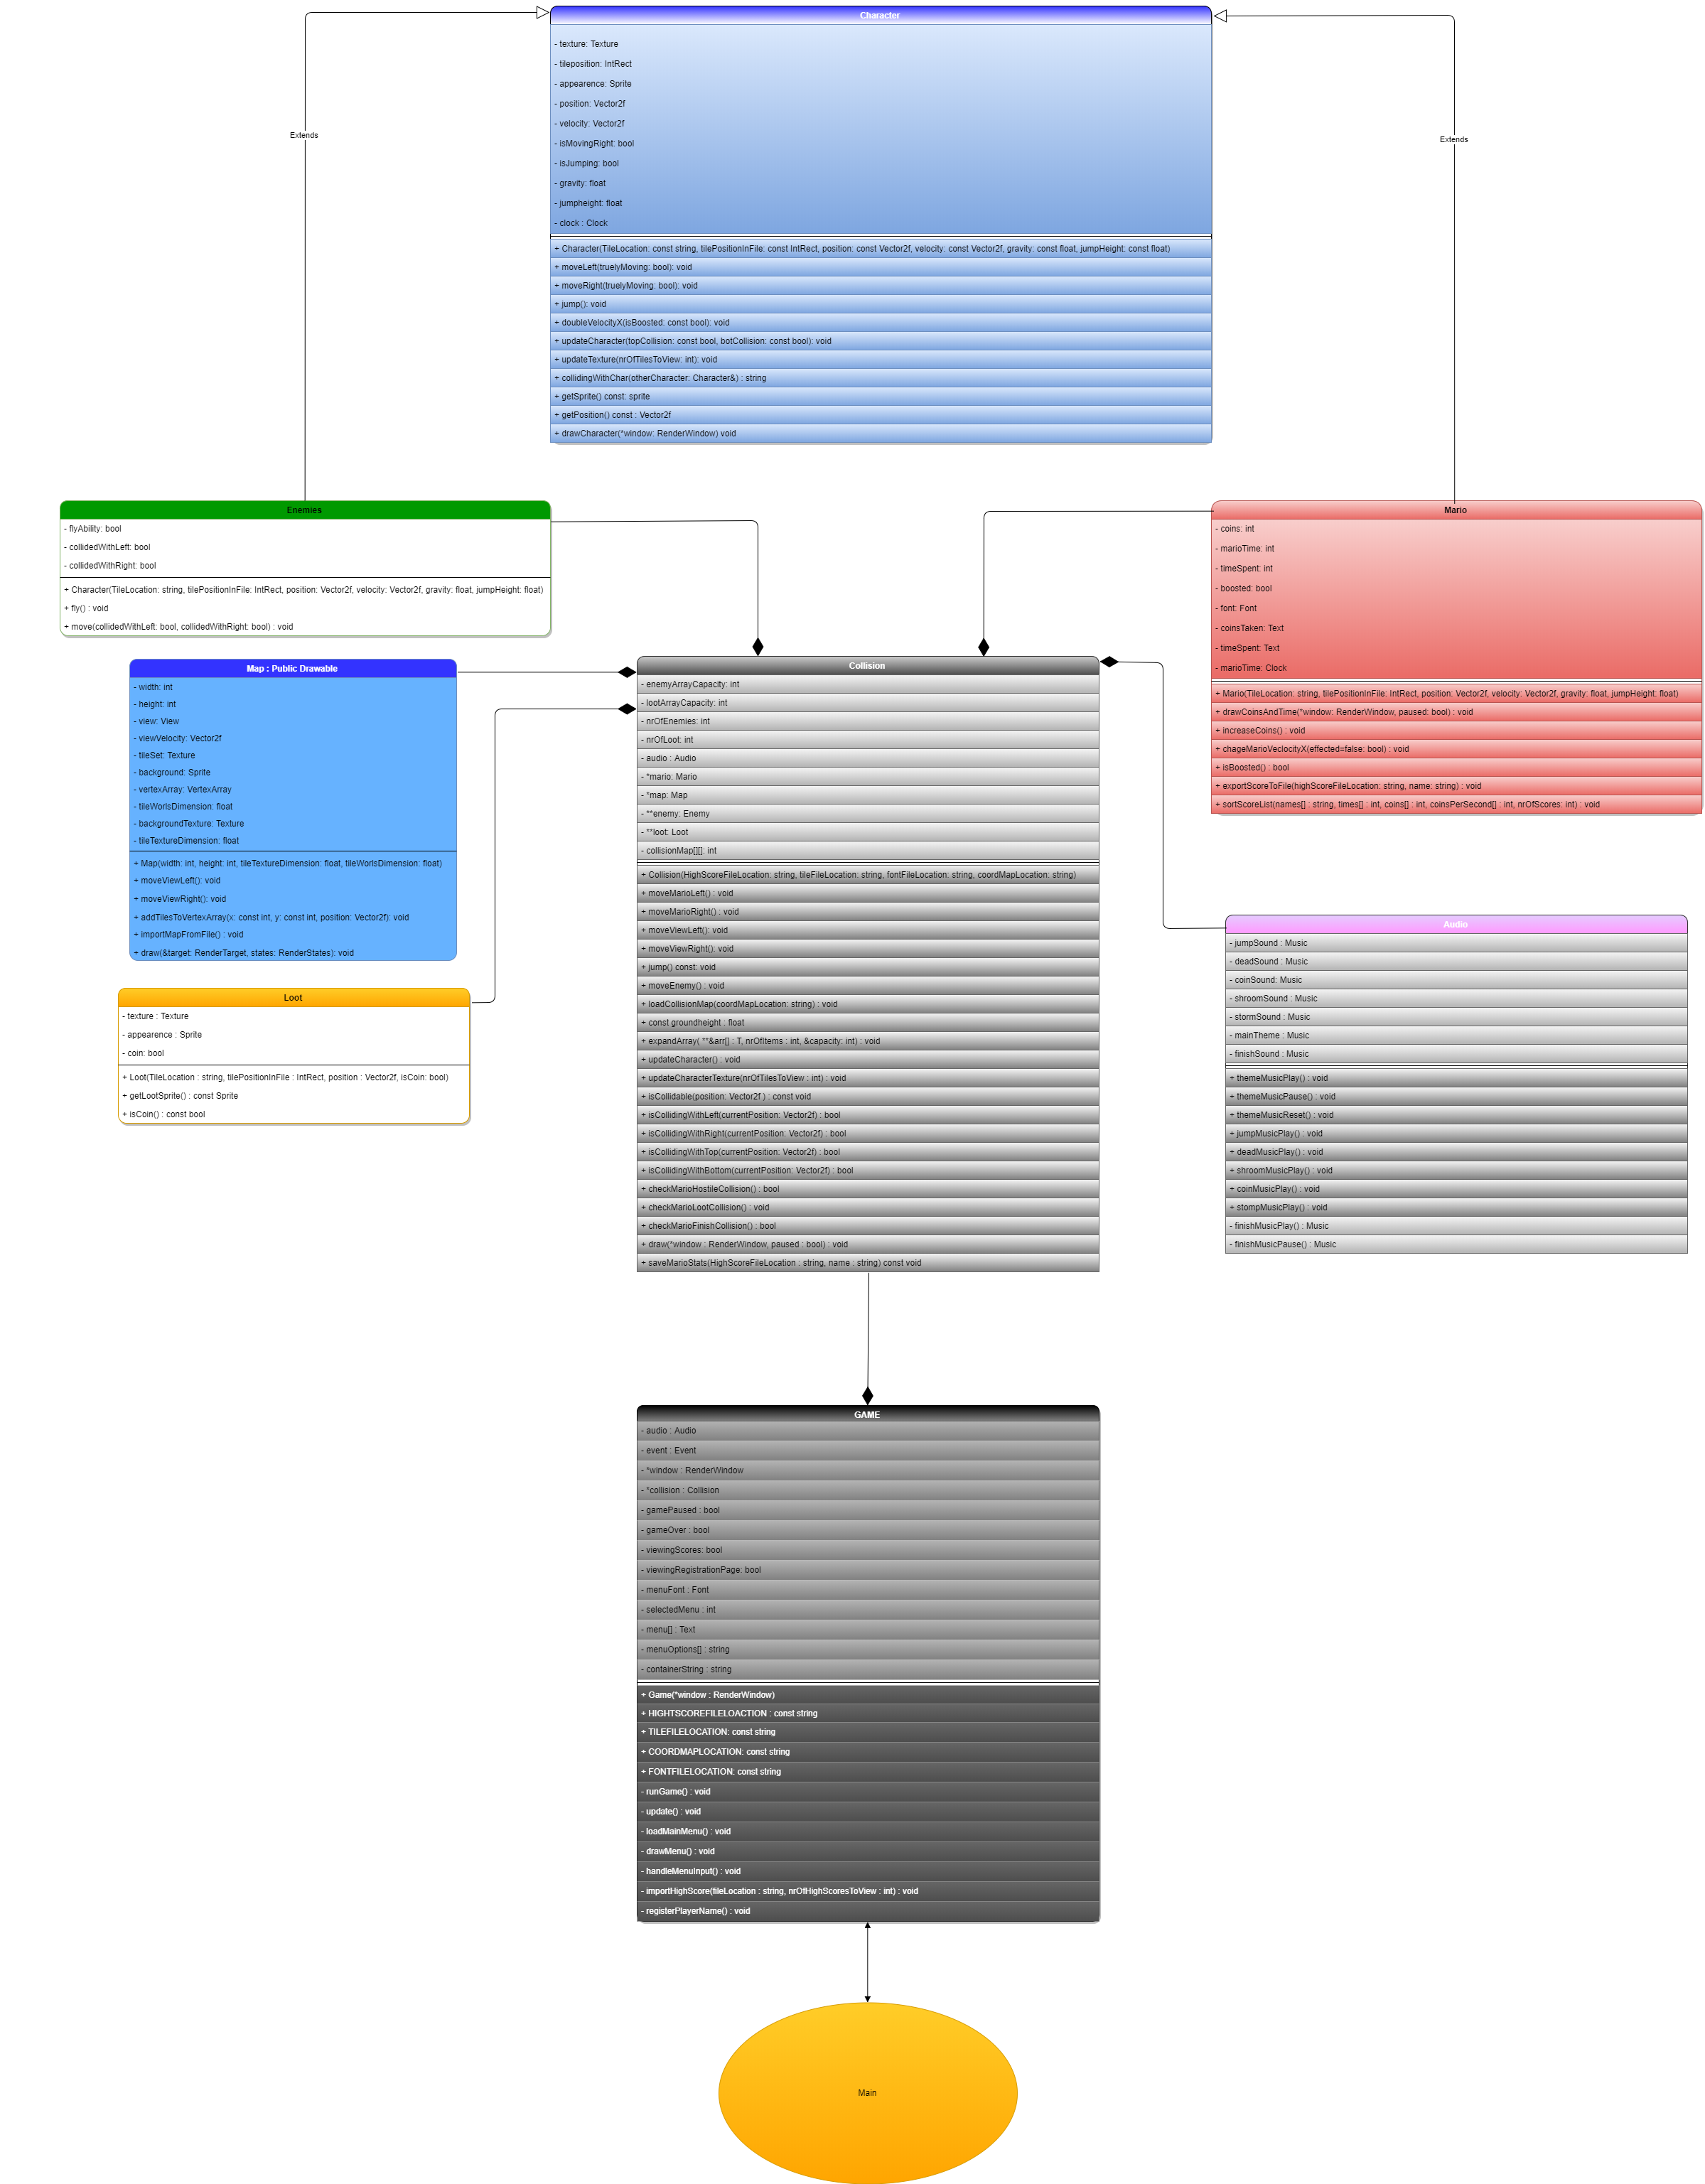 Character
- texture: Texture
- tileposition: IntRect
- appearence: Sprite
- position: Vector2f
- velocity: Vector2f
- isMovingRight: bool
- isJumping: bool
- gravity: float
- jumpheight: float
- clock : Clock
+ Character(TileLocation: const string, tilePositionInFile: const IntRect, position: const Vector2f, velocity: const Vector2f, gravity: const float, jumpHeight: const float)
+ moveLeft(truelyMoving: bool): void
+ moveRight(truelyMoving: bool): void
+ jump(): void
+ doubleVelocityX(isBoosted: const bool): void
+ updateCharacter(topCollision: const bool, botCollision: const bool): void
+ updateTexture(nrOfTilesToView: int): void
+ collidingWithChar(otherCharacter: Character&) : string
+ getSprite() const: sprite
+ getPosition() const : Vector2f
+ drawCharacter(*window: RenderWindow) void
Extends
Extends
Enemies
- flyAbility: bool
- collidedWithLeft: bool
- collidedWithRight: bool
+ Character(TileLocation: string, tilePositionInFile: IntRect, position: Vector2f, velocity: Vector2f, gravity: float, jumpHeight: float)
+ fly() : void
+ move(collidedWithLeft: bool, collidedWithRight: bool) : void
Mario
- coins: int
- marioTime: int
- timeSpent: int
- boosted: bool
- font: Font
- coinsTaken: Text
- timeSpent: Text
- marioTime: Clock
+ Mario(TileLocation: string, tilePositionInFile: IntRect, position: Vector2f, velocity: Vector2f, gravity: float, jumpHeight: float)
+ drawCoinsAndTime(*window: RenderWindow, paused: bool) : void
+ increaseCoins() : void
+ chageMarioVeclocityX(effected=false: bool) : void
+ isBoosted() : bool
+ exportScoreToFile(highScoreFileLocation: string, name: string) : void
+ sortScoreList(names[] : string, times[] : int, coins[] : int, coinsPerSecond[] : int, nrOfScores: int) : void
Map : Public Drawable
- width: int
- height: int
- view: View
- viewVelocity: Vector2f
- tileSet: Texture
- background: Sprite
- vertexArray: VertexArray
- tileWorlsDimension: float
- backgroundTexture: Texture
- tileTextureDimension: float
+ Map(width: int, height: int, tileTextureDimension: float, tileWorlsDimension: float)
+ moveViewLeft(): void
+ moveViewRight(): void
+ addTilesToVertexArray(x: const int, y: const int, position: Vector2f): void
+ importMapFromFile() : void
+ draw(&target: RenderTarget, states: RenderStates): void
Loot
- texture : Texture
- appearence : Sprite
- coin: bool
+ Loot(TileLocation : string, tilePositionInFile : IntRect, position : Vector2f, isCoin: bool)
+ getLootSprite() : const Sprite
+ isCoin() : const bool
Collision
- enemyArrayCapacity: int
- lootArrayCapacity: int
- nrOfEnemies: int
- nrOfLoot: int
- audio : Audio
- *mario: Mario
- *map: Map
- **enemy: Enemy
- **loot: Loot
- collisionMap[][]: int
+ Collision(HighScoreFileLocation: string, tileFileLocation: string, fontFileLocation: string, coordMapLocation: string)
+ moveMarioLeft() : void
+ moveMarioRight() : void
+ moveViewLeft(): void
+ moveViewRight(): void
+ jump() const: void
+ moveEnemy() : void
+ loadCollisionMap(coordMapLocation: string) : void
+ const groundheight : float
+ expandArray( **&arr[] : T, nrOfItems : int, &capacity: int) : void
+ updateCharacter() : void
+ updateCharacterTexture(nrOfTilesToView : int) : void
+ isCollidable(position: Vector2f ) : const void
+ isCollidingWithLeft(currentPosition: Vector2f) : bool
+ isCollidingWithRight(currentPosition: Vector2f) : bool
+ isCollidingWithTop(currentPosition: Vector2f) : bool
+ isCollidingWithBottom(currentPosition: Vector2f) : bool
+ checkMarioHostileCollision() : bool
+ checkMarioLootCollision() : void
+ checkMarioFinishCollision() : bool
+ draw(*window : RenderWindow, paused : bool) : void
+ saveMarioStats(HighScoreFileLocation : string, name : string) const void
Audio
- jumpSound : Music
- deadSound : Music
- coinSound: Music
- shroomSound : Music
- stormSound : Music
- mainTheme : Music
- finishSound : Music
+ themeMusicPlay() : void
+ themeMusicPause() : void
+ themeMusicReset() : void
+ jumpMusicPlay() : void
+ deadMusicPlay() : void
+ shroomMusicPlay() : void
+ coinMusicPlay() : void
+ stompMusicPlay() : void
- finishMusicPlay() : Music
- finishMusicPause() : Music
GAME
- audio : Audio
- event : Event
- *window : RenderWindow
- *collision : Collision
- gamePaused : bool
- gameOver : bool
- viewingScores: bool
- viewingRegistrationPage: bool
- menuFont : Font
- selectedMenu : int
- menu[] : Text
- menuOptions[] : string
- containerString : string
+ Game(*window : RenderWindow)
+ HIGHTSCOREFILELOACTION : const string
+ TILEFILELOCATION: const string
+ COORDMAPLOCATION: const string
+ FONTFILELOCATION: const string
- runGame() : void
- update() : void
- loadMainMenu() : void
- drawMenu() : void
- handleMenuInput() : void
- importHighScore(fileLocation : string, nrOfHighScoresToView : int) : void
- registerPlayerName() : void
Main